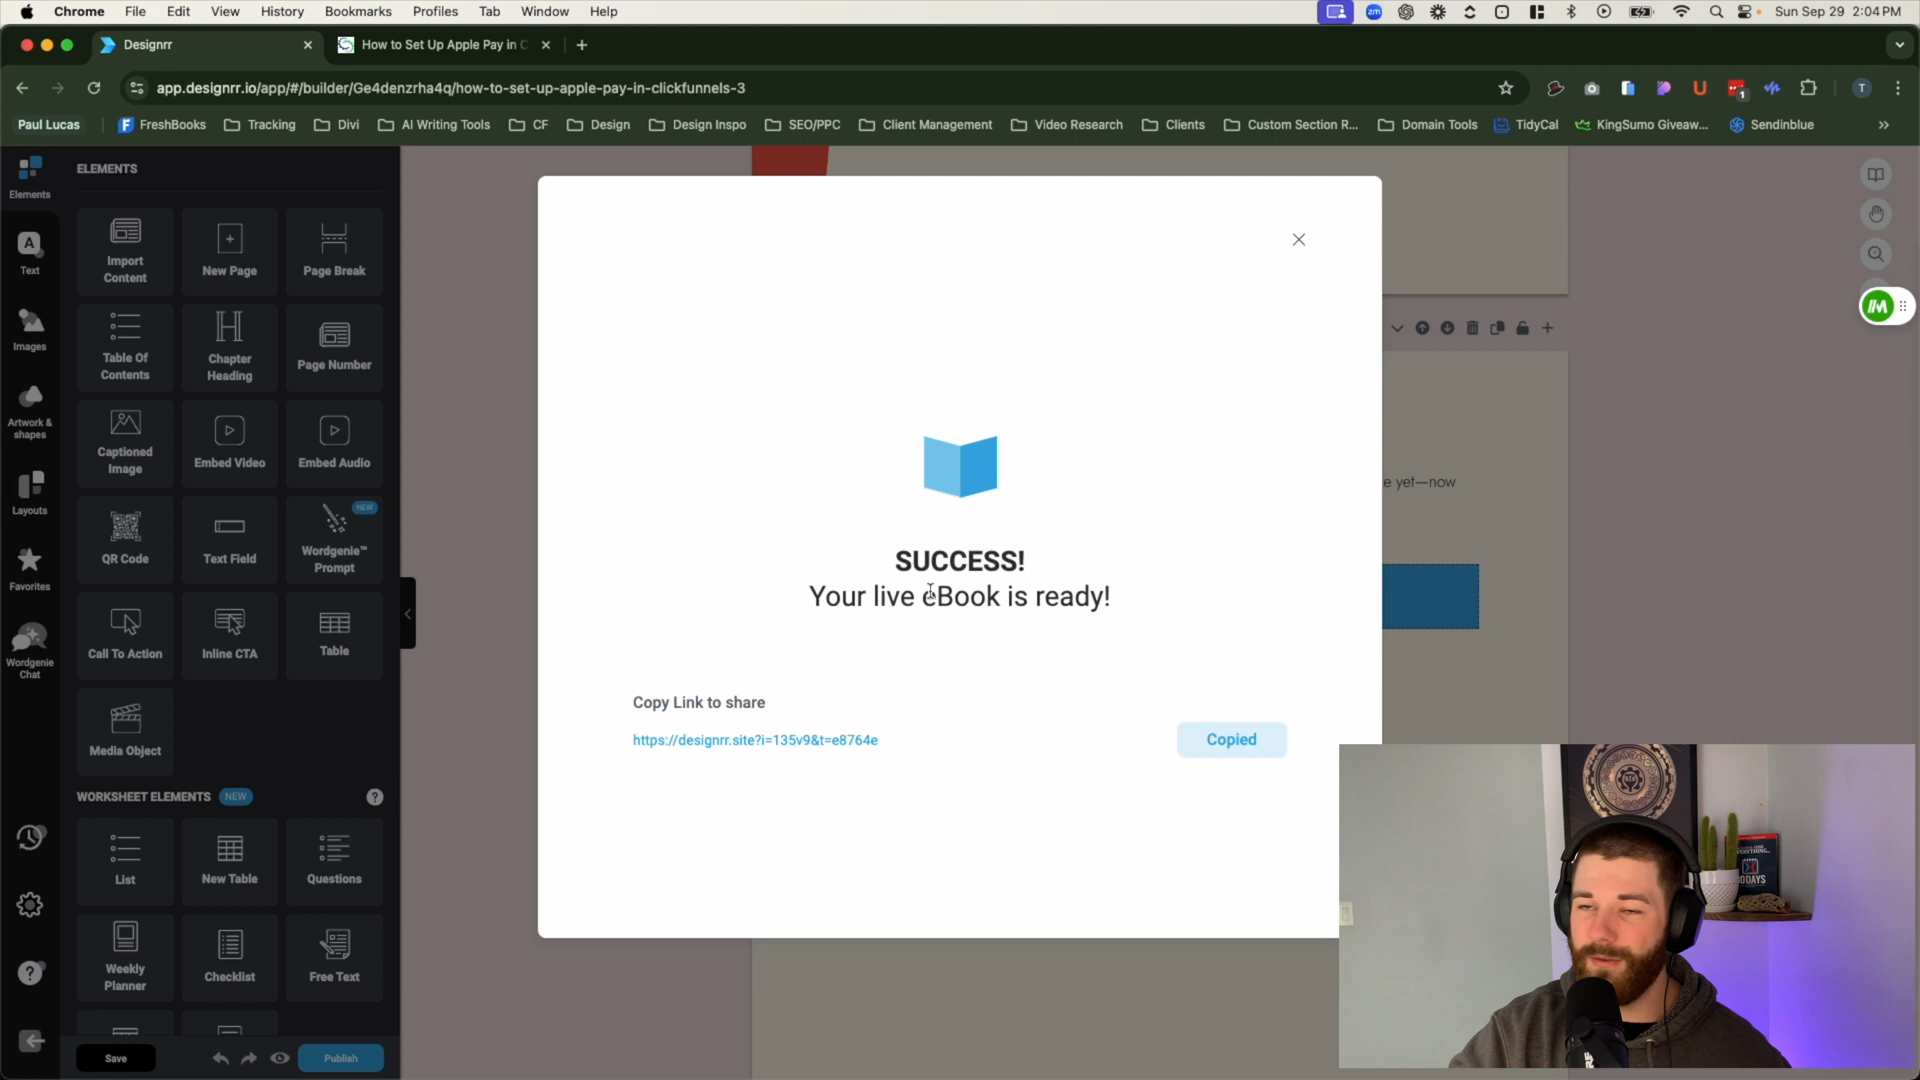 Chrome File Edit View History Bookmarks Profiles Tab Window Help
zm
Sun Sep 29 2:04 PM
Designrr
How to Set Up Apple Pay in C
app.designrr.io/app/#/builder/Ge4denzrha4q/how-to-set-up-apple-pay-in-clickfunnels-3
U
1
T
Paul Lucas
FreshBooks
Tracking
Divi
AI Writing Tools
CF
Design
Design Inspo
SEO/PPC
Client Management
Video Research
Clients
Custom Section R...
Domain Tools
TidyCal
KingSumo Giveaw...
Sendinblue
Elements
Text
Images
Artwork &
shapes
Layouts
Favorites
Wordgenie
Chat
ELEMENTS
Import
Content
New Page
Page Break
Table Of
Contents
Chapter
Heading
Page Number
Captioned
Image
Embed Video
Embed Audio
QR Code
Text Field
NEW
Wordgenie™
Prompt
Call To Action
Inline CTA
Table
Media Object
WORKSHEET ELEMENTS NEW
List
New Table
Questions
Weekly
Planner
Checklist
Free Text
Save
Publish
SUCCESS!
Your live eBook is ready!
Copy Link to share
https://designrr.site?i=135v9&t=e8764e
Copied
e yet—now